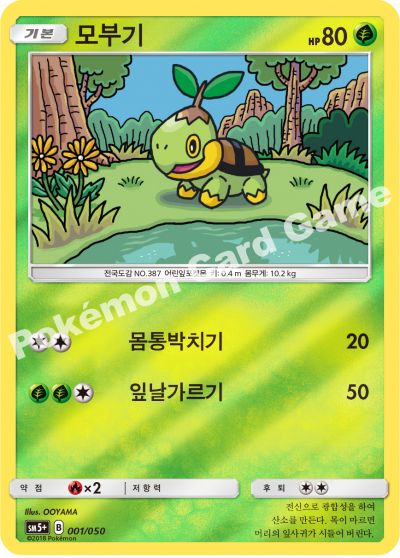 기본 모부기 HP 80
전국도감 NO.387 어린잎포켓몬 키: 0.4 m 몸무게: 10.2 kg
Pokémon Card Game
몸통박치기 20
잎날가르기 50
약점 ×2 저항력 후퇴
Illus. OOYAMA
SM5+ B 001/050
©2018 Pokémon
전신으로 광합성을 하여
산소를 만든다. 목이 마르면
머리의 잎사귀가 시들어 버린다.